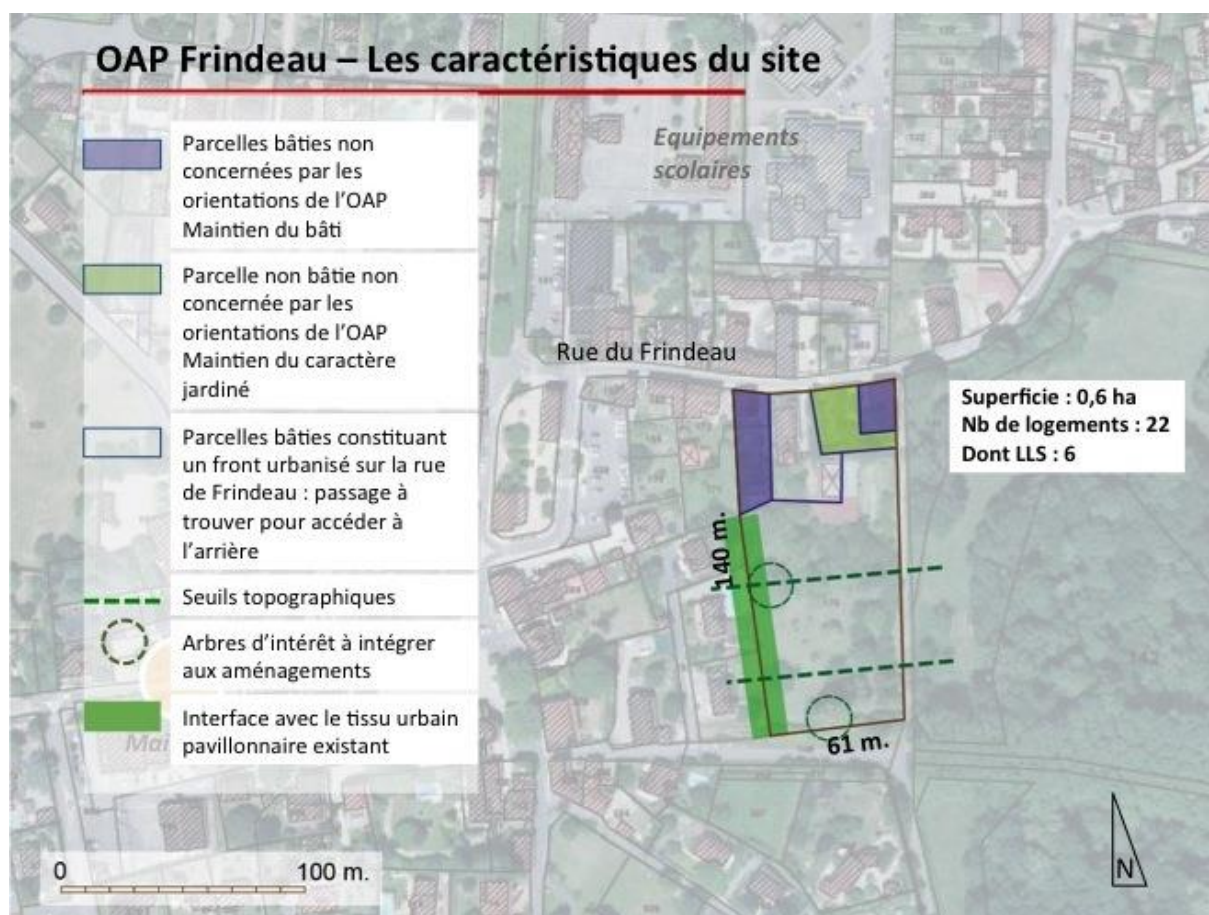 OAP Frindeau – Les caractéristiques du site
Equipements
scolaires
Parcelles bâties non
concernées par les
orientations de l’OAP
Maintien du bâti
Parcelle non bâtie non
concernée par les
orientations de l’OAP
Maintien du caractère
jardiné
Parcelles bâties constituant
un front urbanisé sur la rue
de Frindeau : passage à
trouver pour accéder à
l’arrière
Seuils topographiques
Arbres d’intérêt à intégrer
aux aménagements
Interface avec le tissu urbain
pavillonnaire existant
Mai
Rue du Frindeau
Superficie : 0,6 ha
Nb de logements : 22
Dont LLS : 6
140 m.
61 m.
0 100 m.
N